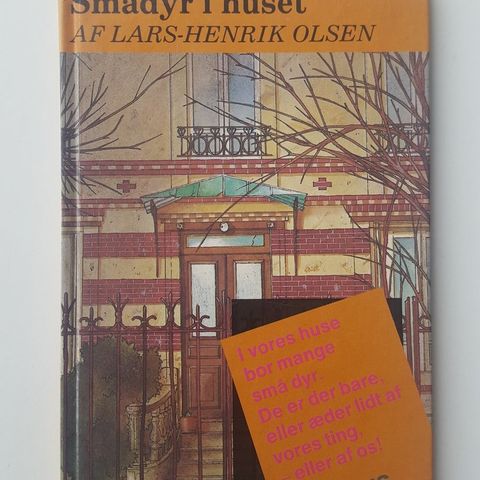 Smådyr i huset
AF LARS-HENRIK OLSEN
I vores huse
bor mange
små dyr.
De er der bare,
eller æder lidt af
vores ting,
– eller af os!